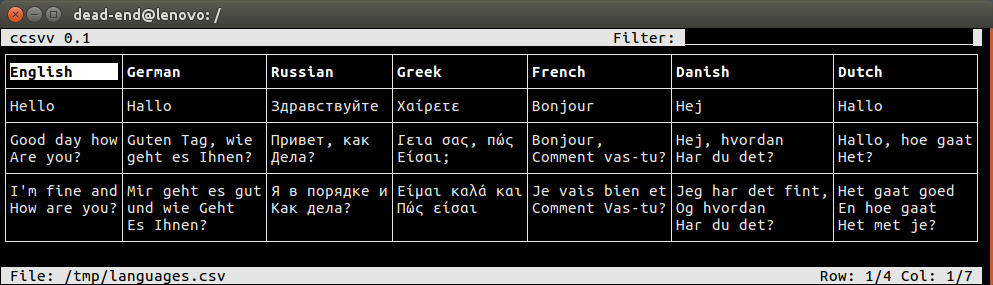 dead-end@lenovo: /
ccsvv 0.1 Filter:
English German Russian Greek French Danish Dutch
Hello Hallo Здравствуйте Χαίρετε Bonjour Hej Hallo
Good day how Guten Tag, wie Привет, как Γεια σας, πώς Bonjour, Hej, hvordan Hallo, hoe gaat
Are you? geht es Ihnen? Дела? Είσαι; Comment vas-tu? Har du det? Het?
I'm fine and Mir geht es gut Я в порядке и Είμαι καλά και Je vais bien et Jeg har det fint, Het gaat goed
How are you? und wie Geht Как дела? Πώς είσαι Comment Vas-tu? Og hvordan En hoe gaat
Es Ihnen? Har du det? Het met je?
File: /tmp/languages.csv Row: 1/4 Col: 1/7